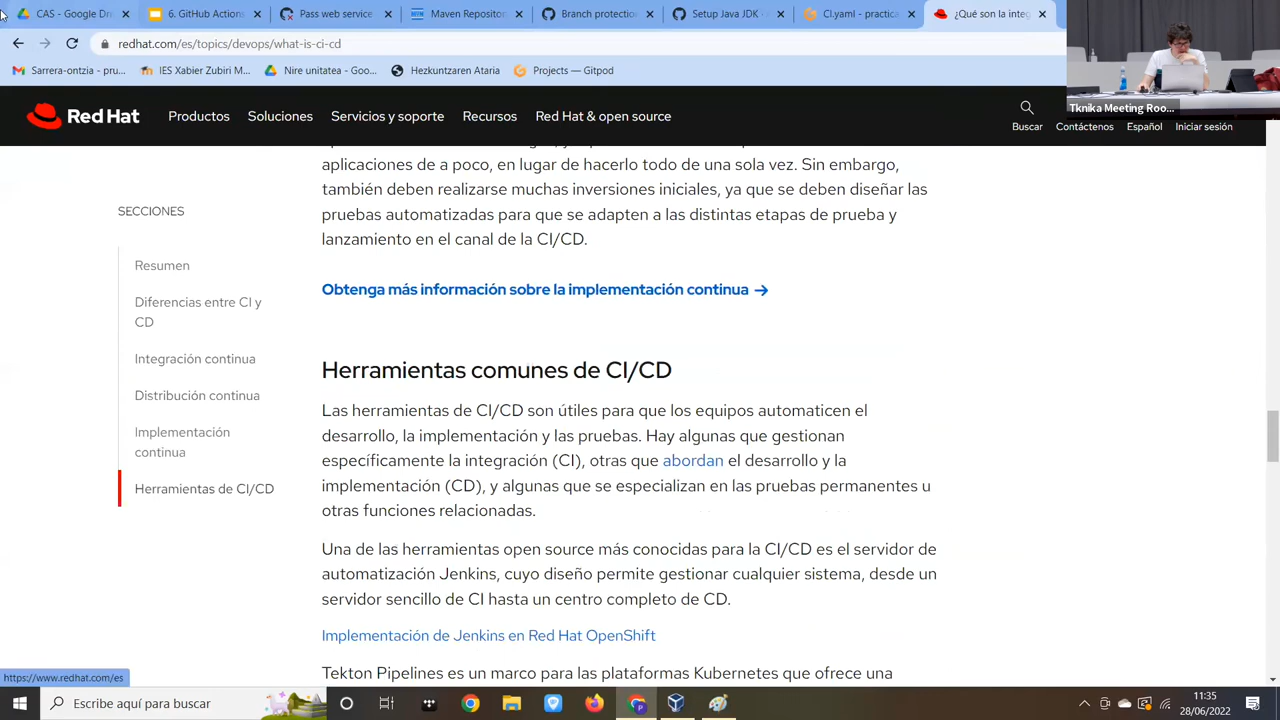 CAS - Google Dri
6. GitHub Action
Pass web service
Maven Reposito
Branch protectio
Setup Java JDK
CI.yaml - practica
¿Qué son la integ
redhat.com/es/topics/devops/what-is-ci-cd
Sarrera-ontzia - pru...
IES Xabier Zubiri M...
Nire unitatea - Goo...
Hezkuntzaren Ataria
Projects — Gitpod
Tknika Meeting Roo...
Red Hat
Productos
Soluciones
Servicios y soporte
Recursos
Red Hat & open source
Buscar
Contáctenos
Español
Iniciar sesión
aplicaciones de a poco, en lugar de hacerlo todo de una sola vez. Sin embargo,
también deben realizarse muchas inversiones iniciales, ya que se deben diseñar las
pruebas automatizadas para que se adapten a las distintas etapas de prueba y
lanzamiento en el canal de la CI/CD.
Obtenga más información sobre la implementación continua →
SECCIONES
Resumen
Diferencias entre CI y
CD
Integración continua
Distribución continua
Implementación
continua
Herramientas de CI/CD
Herramientas comunes de CI/CD
Las herramientas de CI/CD son útiles para que los equipos automaticen el
desarrollo, la implementación y las pruebas. Hay algunas que gestionan
específicamente la integración (CI), otras que abordan el desarrollo y la
implementación (CD), y algunas que se especializan en las pruebas permanentes u
otras funciones relacionadas.
Una de las herramientas open source más conocidas para la CI/CD es el servidor de
automatización Jenkins, cuyo diseño permite gestionar cualquier sistema, desde un
servidor sencillo de CI hasta un centro completo de CD.
Implementación de Jenkins en Red Hat OpenShift
Tekton Pipelines es un marco para las plataformas Kubernetes que ofrece una
https://www.redhat.com/es
Escribe aquí para buscar
11:35
28/06/2022